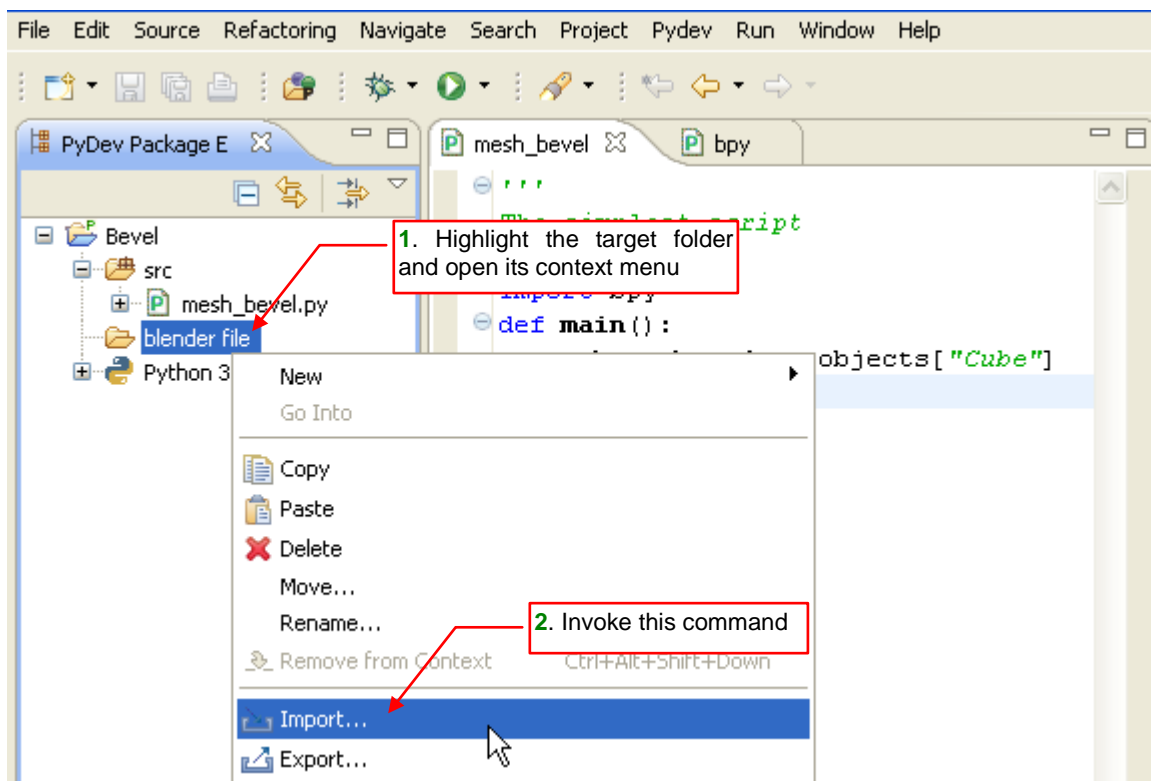 File Edit Source Refactoring Navigate Search Project Pydev Run Window Help
PyDev Package E
mesh_bevel
bpy
'''
The simplest script
1. Highlight the target folder
and open its context menu
import bpy
def main():
objects["Cube"]
Bevel
src
mesh_bevel.py
blender file
Python 3
New
Go Into
Copy
Paste
Delete
Move...
Rename...
2. Invoke this command
Remove from Context Ctrl+Alt+Shift+Down
Import...
Export...